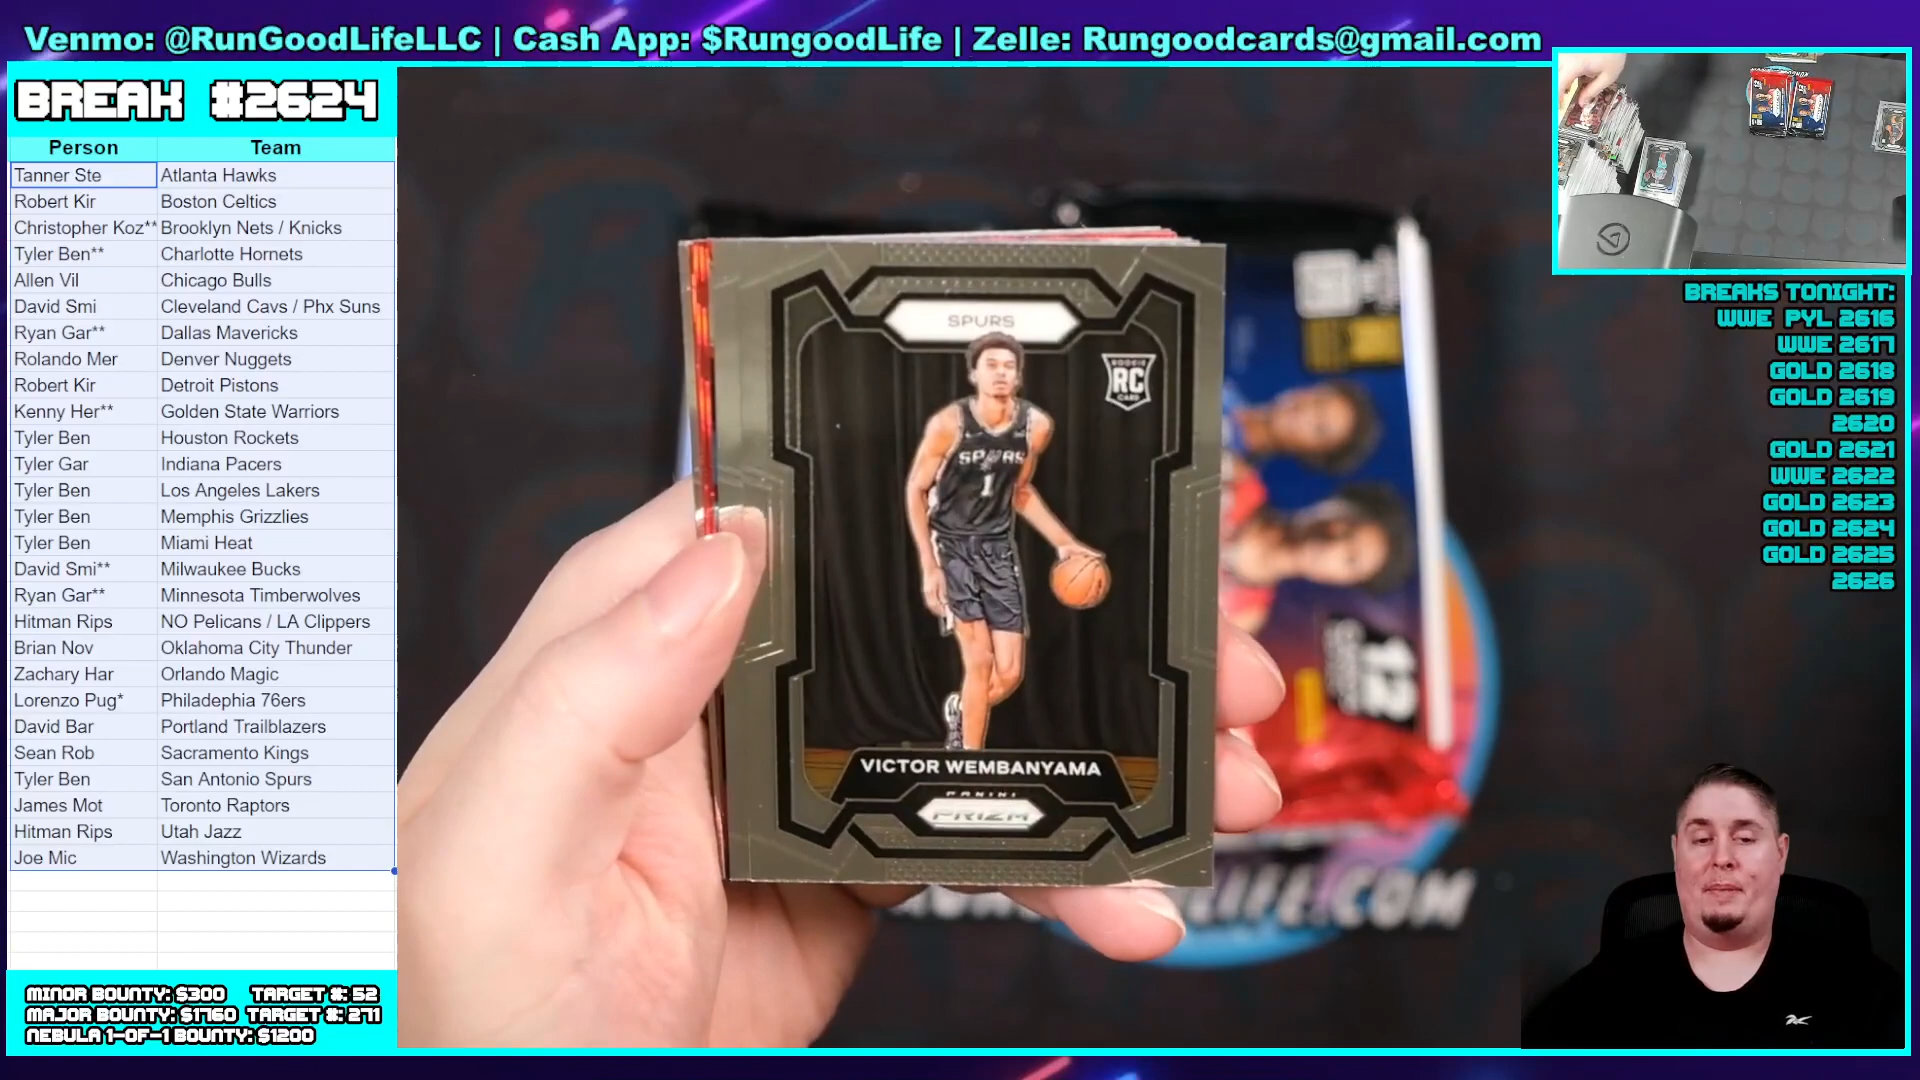 Venmo: @RunGoodLifeLLC | Cash App: $RungoodLife | Zelle: Rungoodcards@gmail.com
BREAK #2624
Person Team
Tanner Ste Atlanta Hawks
Robert Kir Boston Celtics
Christopher Koz** Brooklyn Nets / Knicks
Tyler Ben** Charlotte Hornets
Allen Vil Chicago Bulls
David Smi Cleveland Cavs / Phx Suns
Ryan Gar** Dallas Mavericks
Rolando Mer Denver Nuggets
Robert Kir Detroit Pistons
Kenny Her** Golden State Warriors
Tyler Ben Houston Rockets
Tyler Gar Indiana Pacers
Tyler Ben Los Angeles Lakers
Tyler Ben Memphis Grizzlies
Tyler Ben Miami Heat
David Smi** Milwaukee Bucks
Ryan Gar** Minnesota Timberwolves
Hitman Rips NO Pelicans / LA Clippers
Brian Nov Oklahoma City Thunder
Zachary Har Orlando Magic
Lorenzo Pug* Philadephia 76ers
David Bar Portland Trailblazers
Sean Rob Sacramento Kings
Tyler Ben San Antonio Spurs
James Mot Toronto Raptors
Hitman Rips Utah Jazz
Joe Mic Washington Wizards
MINOR BOUNTY: $300 TARGET #: 52
MAJOR BOUNTY: $1760 TARGET #: 271
NEBULA 1-OF-1 BOUNTY: $1200
SPURS
ROOKIE
RC
CARD
SPURS
1
VICTOR WEMBANYAMA
PANINI
PRIZM
12
LIFE.COM
BREAKS TONIGHT:
WWE PYL 2616
WWE 2617
GOLD 2618
GOLD 2619
2620
GOLD 2621
WWE 2622
GOLD 2623
GOLD 2624
GOLD 2625
2626